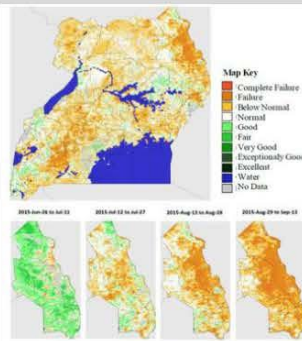 Map Key
Complete Failure
Failure
Below Normal
Normal
Good
Fair
Very Good
Exceptionaly Good
Excellent
Water
No Data
2015-Jun-26 to Jul-11
2015-Jul-12 to Jul-27
2015-Aug-13 to Aug-28
2015-Aug-29 to Sep-13